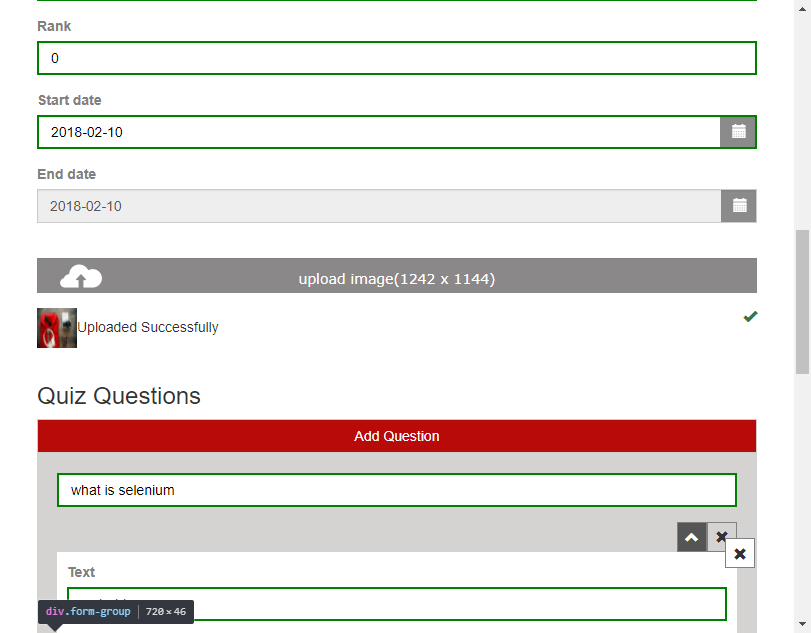 Rank
0
Start date
2018-02-10
End date
2018-02-10
upload image(1242 x 1144)
Uploaded Successfully
Quiz Questions
Add Question
what is selenium
Text
div.form-group | 720×46